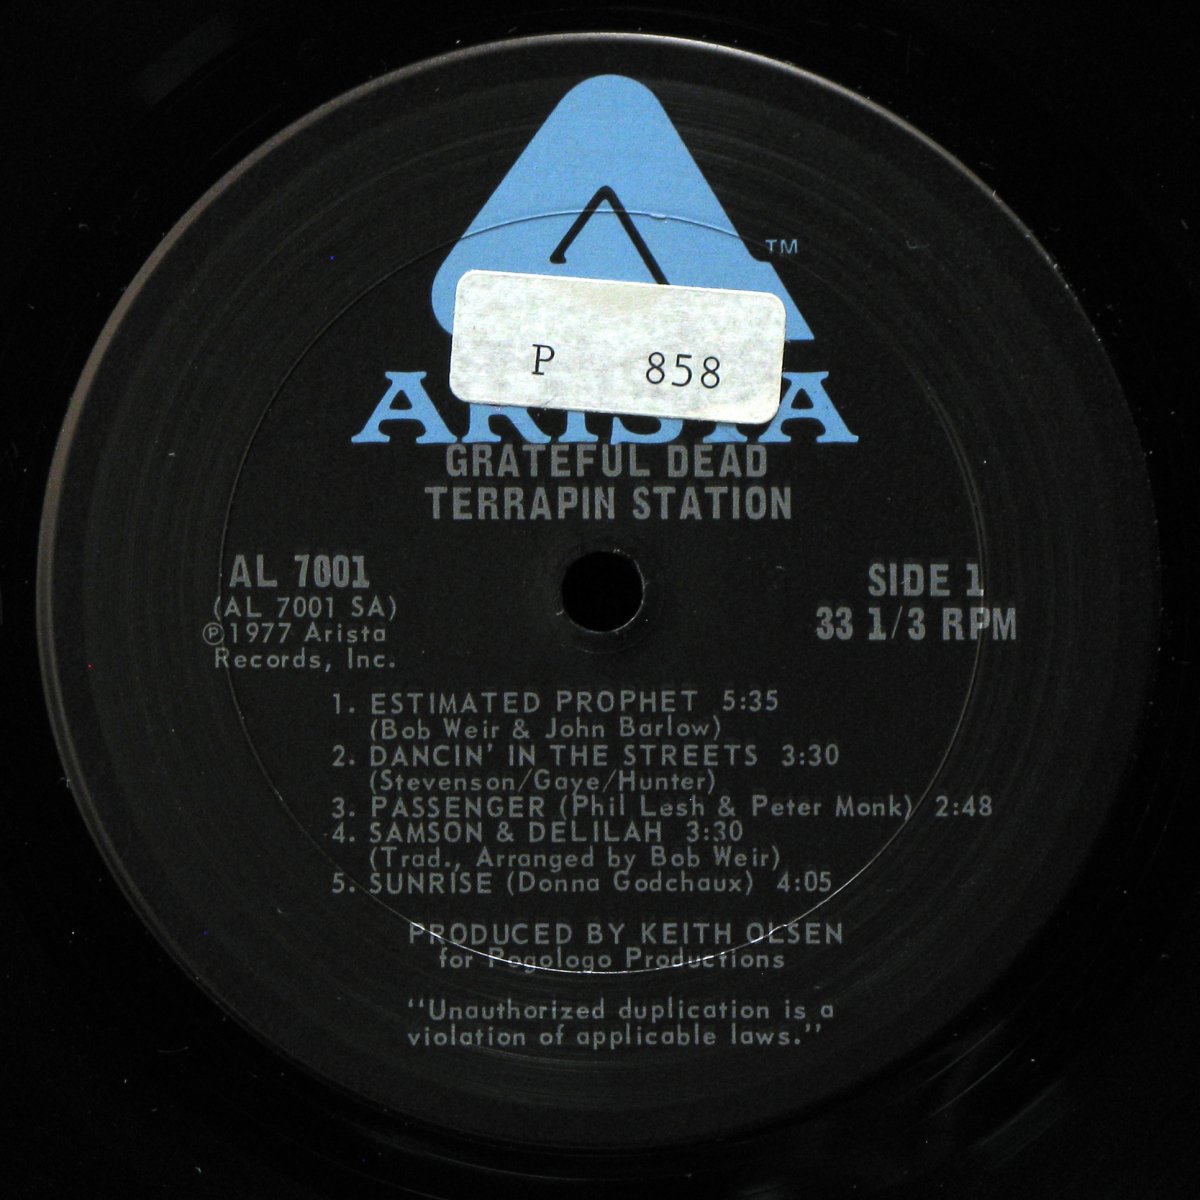 TM
P 858
ARISTA
GRATEFUL DEAD
TERRAPIN STATION
AL 7001
(AL 7001 SA)
℗1977 Arista
Records, Inc.
SIDE 1
33 1/3 RPM
1. ESTIMATED PROPHET 5:35
(Bob Weir & John Barlow)
2. DANCIN' IN THE STREETS 3:30
(Stevenson/Gaye/Hunter)
3. PASSENGER (Phil Lesh & Peter Monk) 2:48
4. SAMSON & DELILAH 3:30
(Trad., Arranged by Bob Weir)
5. SUNRISE (Donna Godchaux) 4:05
PRODUCED BY KEITH OLSEN
for Pogologo Productions
"Unauthorized duplication is a
violation of applicable laws."